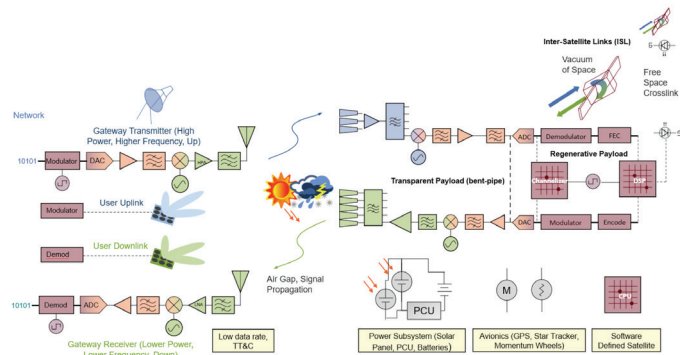 Inter-Satellite Links (ISL)
Vacuum
of Space
Free
Space
Crosslink
Network
Gateway Transmitter (High
Power, Higher Frequency, Up)
10101
Modulator
DAC
HPA
ADC
Demodulator
FEC
Regenerative Payload
Transparent Payload (bent-pipe)
Modulator
User Uplink
Demod
User Downlink
DAC
Modulator
Encode
Air Gap, Signal
Propagation
10101
Demod
ADC
LNA
Gateway Receiver (Lower Power,
Lower Frequency, Down)
Low data rate,
TT&C
PCU
Power Subsystem (Solar
Panel, PCU, Batteries)
M
Avionics (GPS, Star Tracker,
Momentum Wheels)
CPU
Software
Defined Satellite